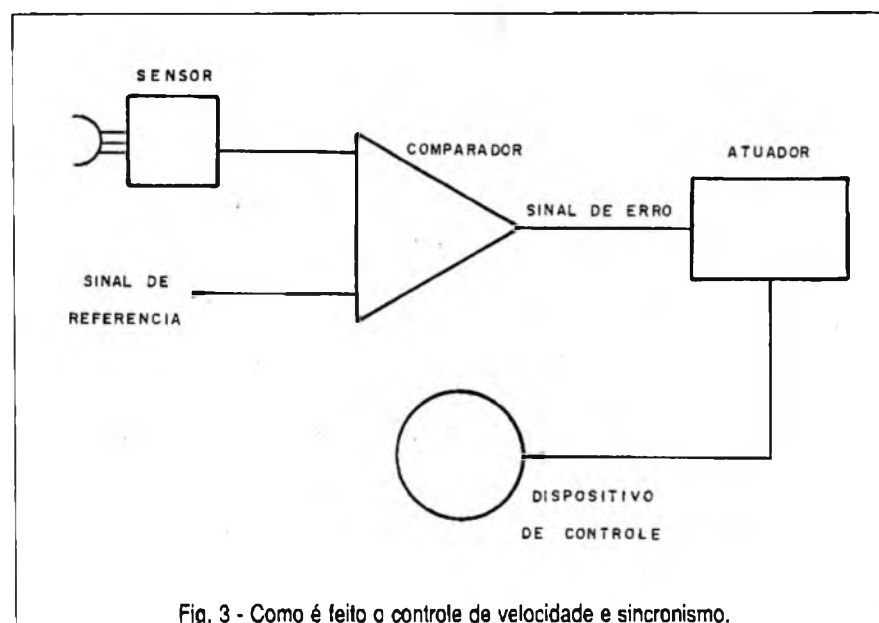 SENSOR
COMPARADOR
ATUADOR
SINAL DE ERRO
SINAL DE
REFERENCIA
DISPOSITIVO
DE CONTROLE
Fig. 3 - Como é feito o controle de velocidade e sincronismo.